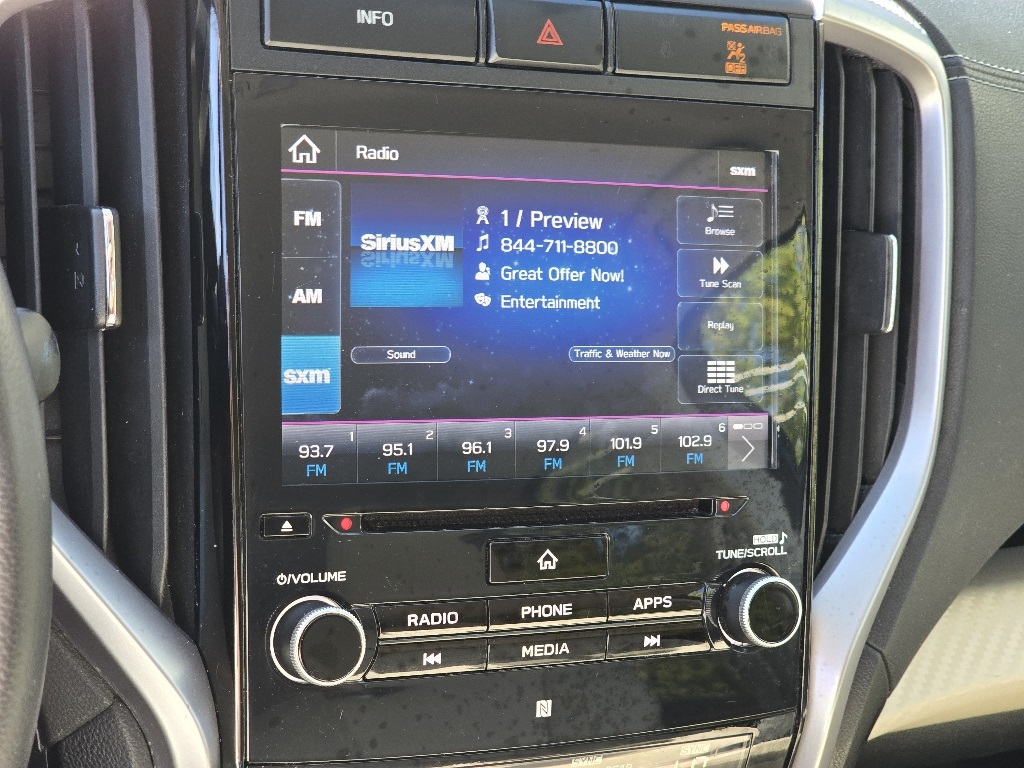 INFO
PASS AIRBAG
OFF
Radio
sxm
FM
AM
sxm
SiriusXM
1 / Preview
844-711-8800
Great Offer Now!
Entertainment
Browse
Tune Scan
Replay
Direct Tune
Sound
Traffic & Weather Now
1 2 3 4 5 6
93.7 95.1 96.1 97.9 101.9 102.9
FM FM FM FM FM FM
HOLD
TUNE/SCROLL
/VOLUME
RADIO PHONE APPS
MEDIA
N
SYNC SYNC